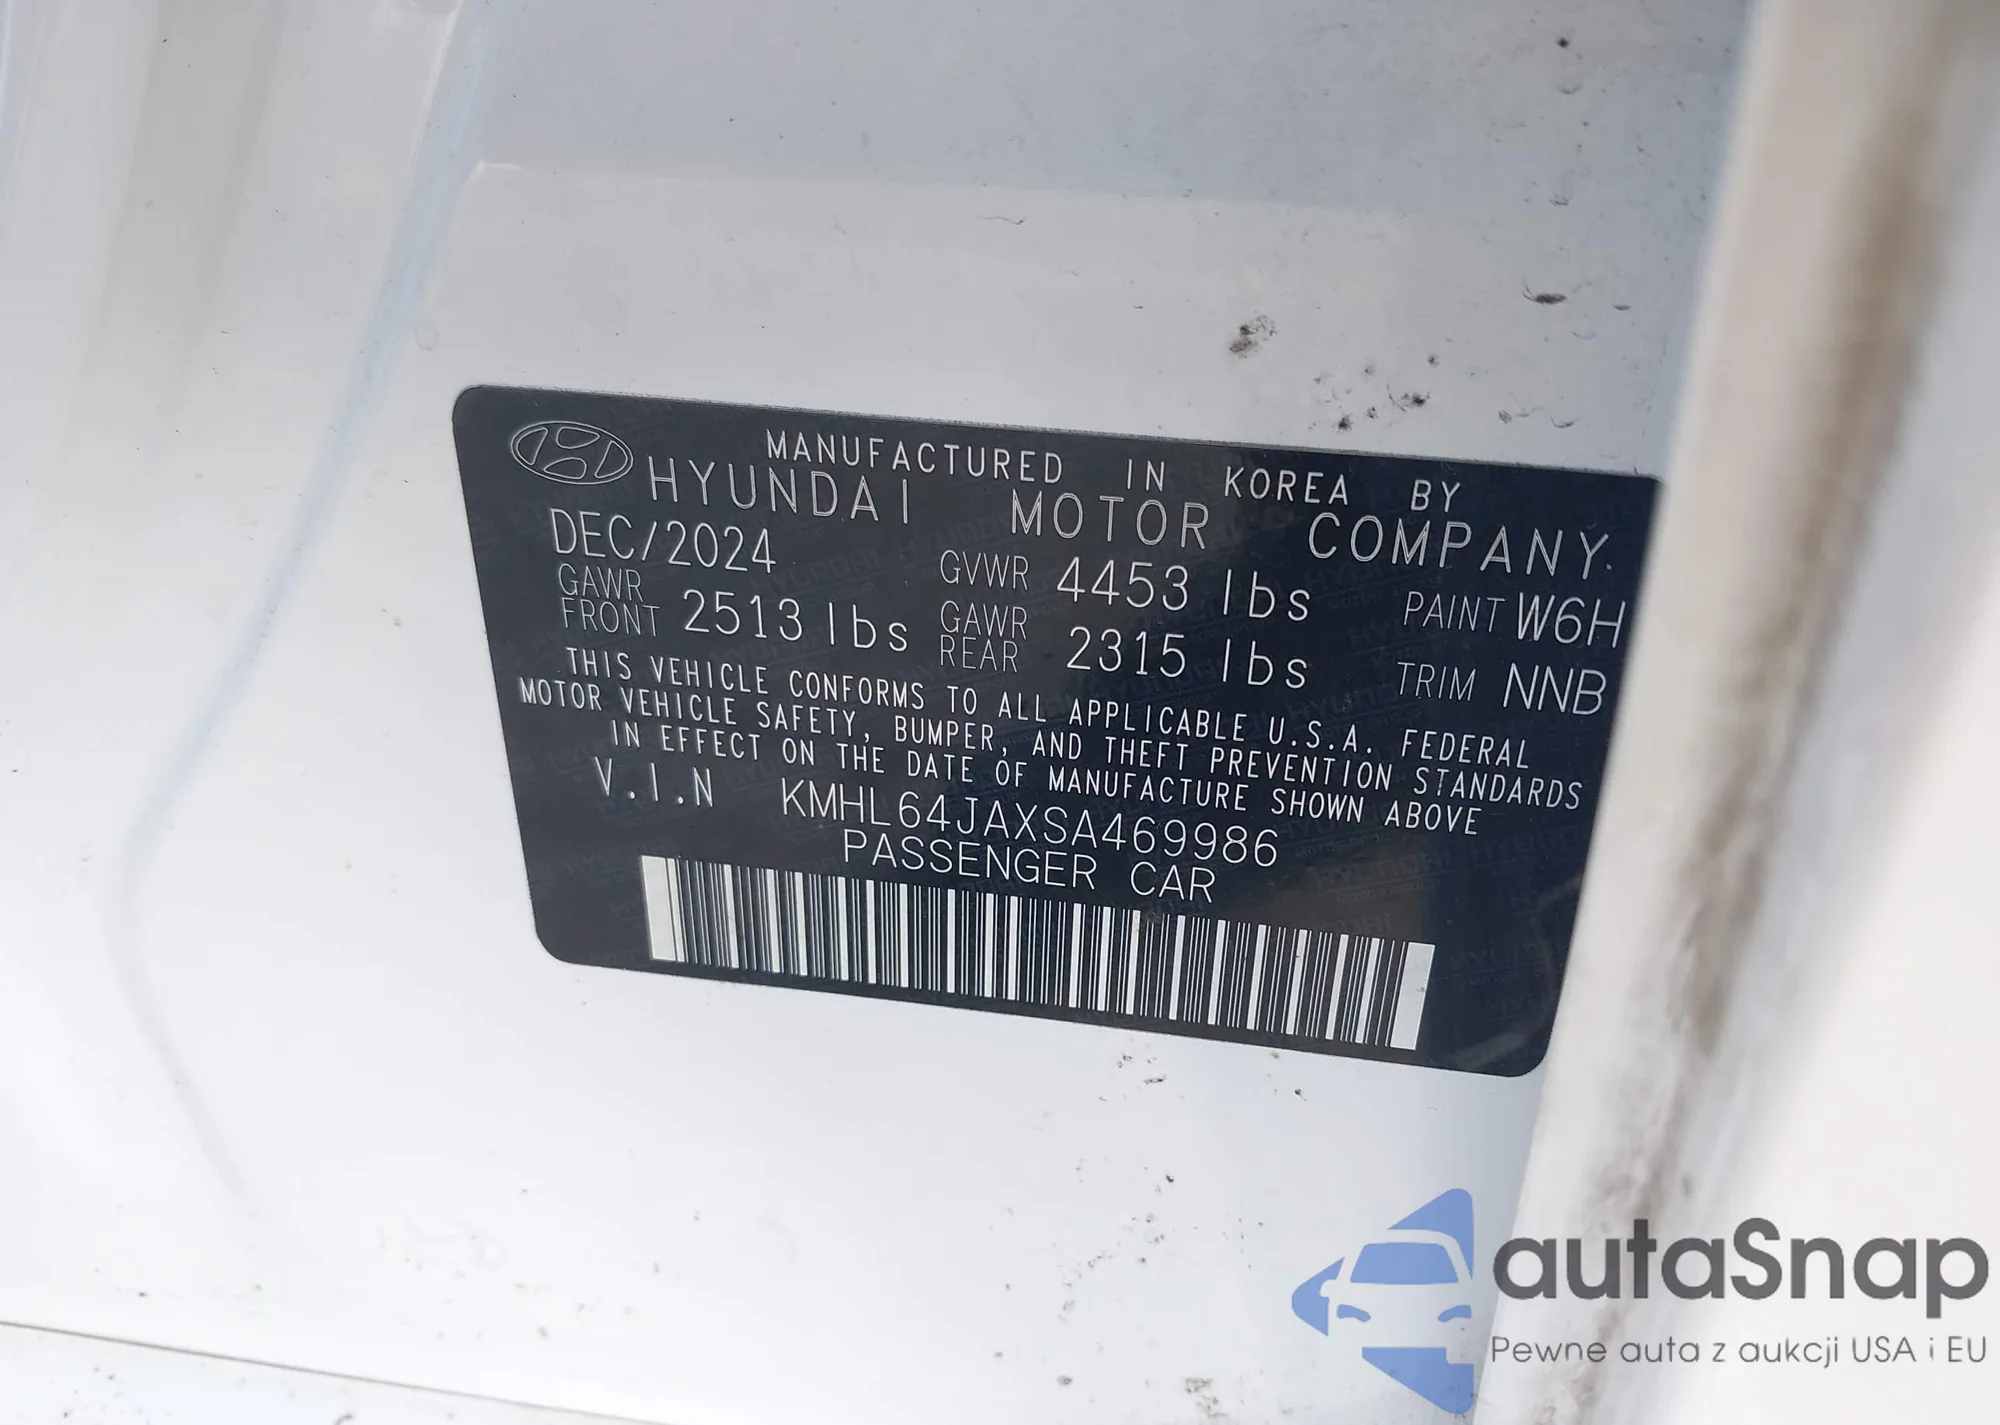 MANUFACTURED IN KOREA BY
HYUNDAI MOTOR COMPANY.
DEC/2024 GVWR 4453 lbs PAINT W6H
GAWR FRONT 2513 lbs GAWR REAR 2315 lbs TRIM NNB
THIS VEHICLE CONFORMS TO ALL APPLICABLE U.S.A. FEDERAL
MOTOR VEHICLE SAFETY, BUMPER, AND THEFT PREVENTION STANDARDS
IN EFFECT ON THE DATE OF MANUFACTURE SHOWN ABOVE
V.I.N KMHL64JAXSA469986
PASSENGER CAR
autaSnap
Pewne auta z aukcji USA i EU